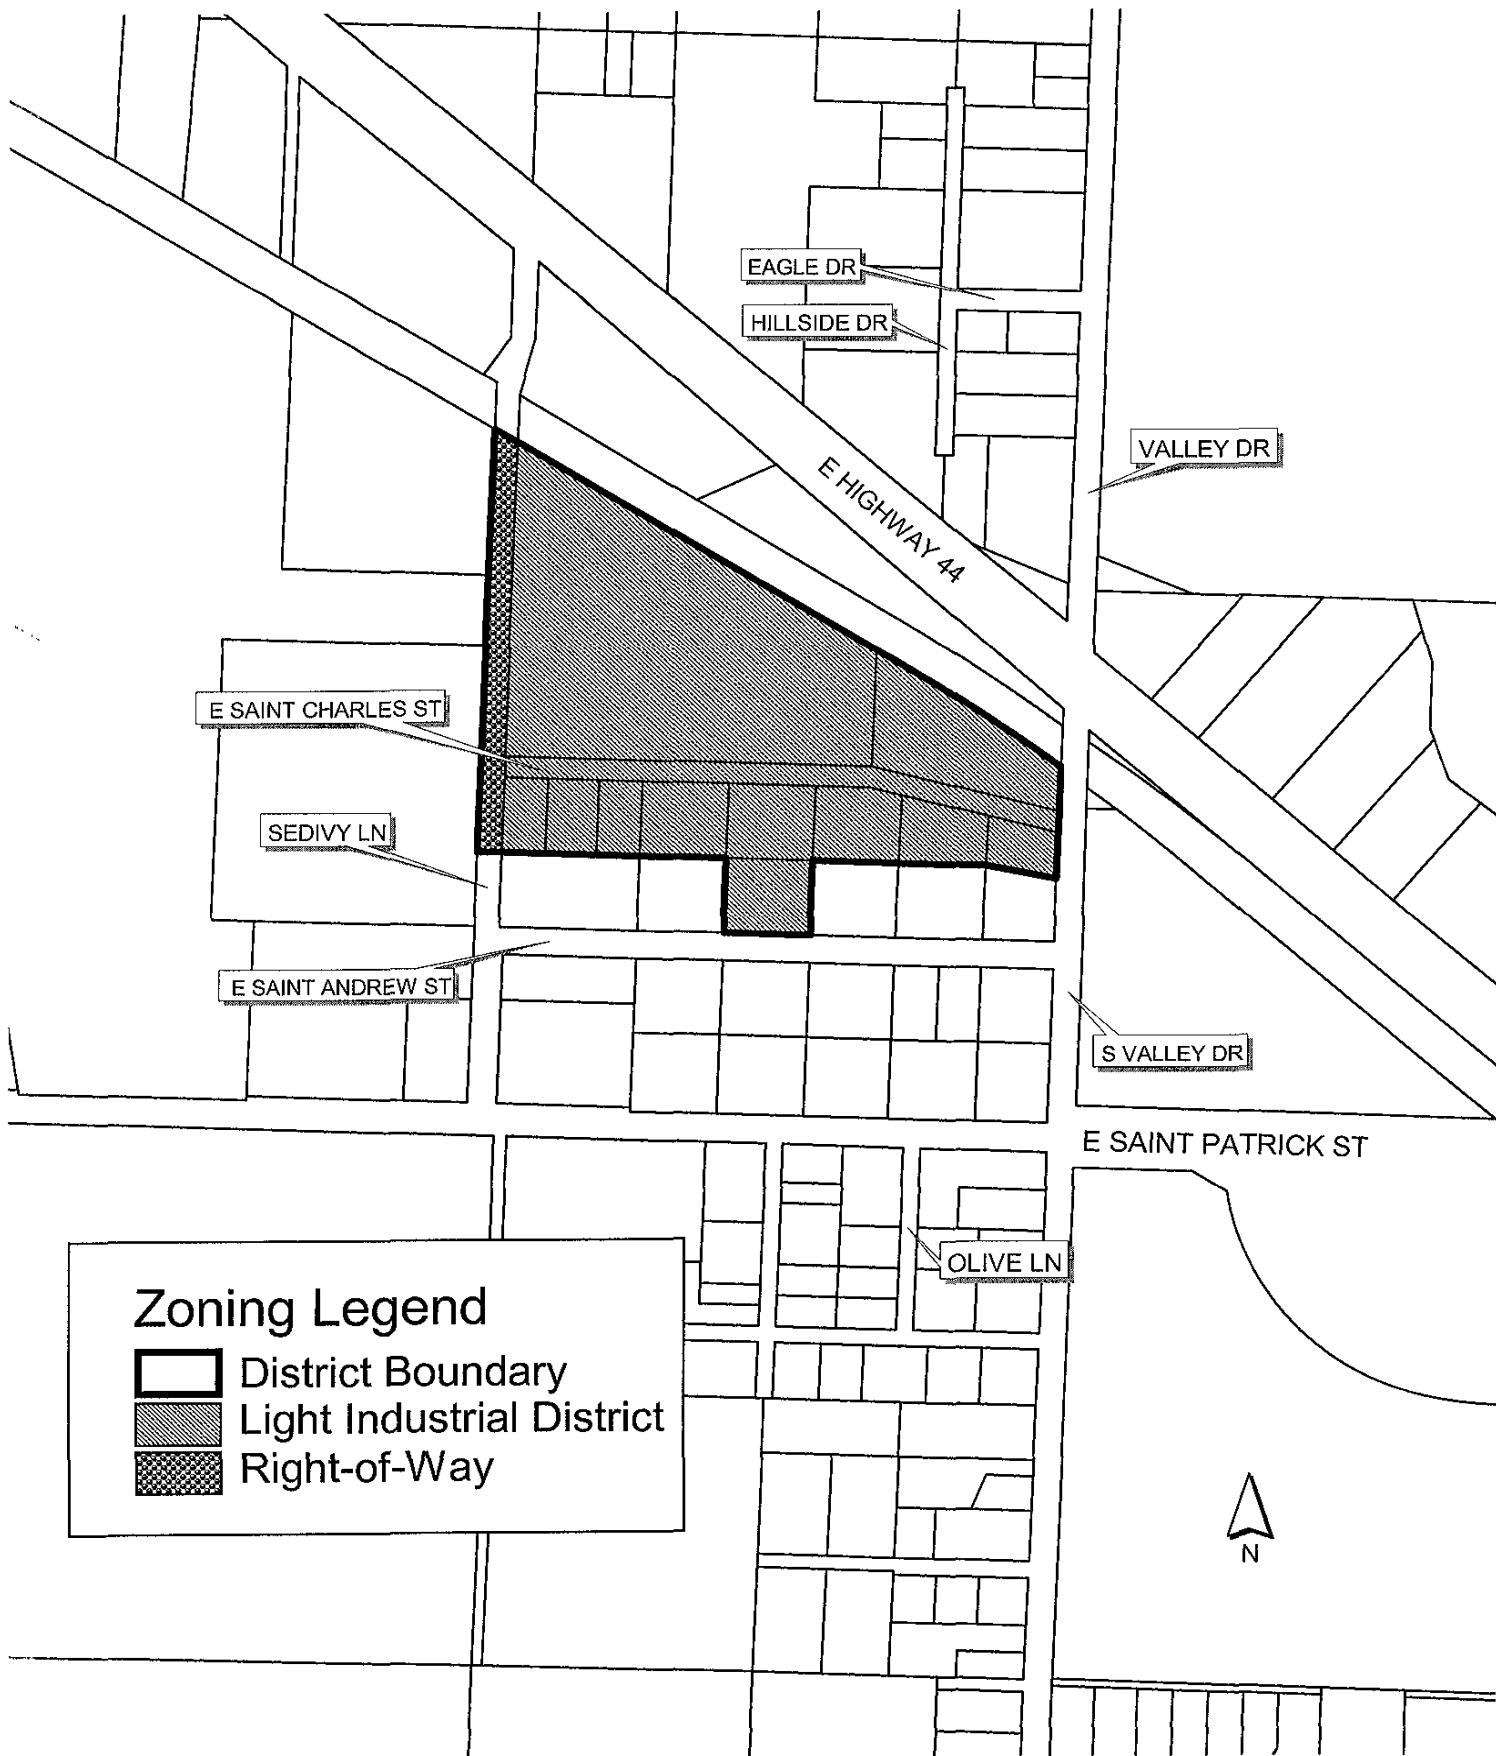 EAGLE DR
HILLSIDE DR
VALLEY DR
E HIGHWAY 44
E SAINT CHARLES ST
SEDIVY LN
E SAINT ANDREW ST
S VALLEY DR
E SAINT PATRICK ST
OLIVE LN
Zoning Legend
District Boundary
Light Industrial District
Right-of-Way
N